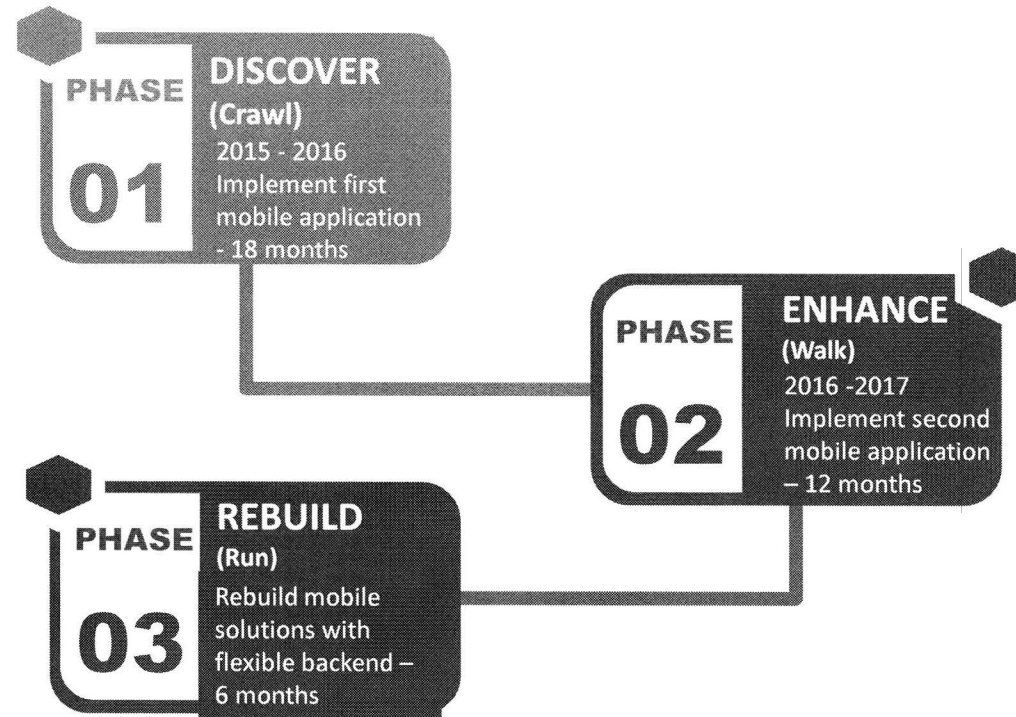 PHASE
01
DISCOVER
(Crawl)
2015 - 2016
Implement first
mobile application
- 18 months
PHASE
02
ENHANCE
(Walk)
2016 -2017
Implement second
mobile application
– 12 months
PHASE
03
REBUILD
(Run)
Rebuild mobile
solutions with
flexible backend –
6 months